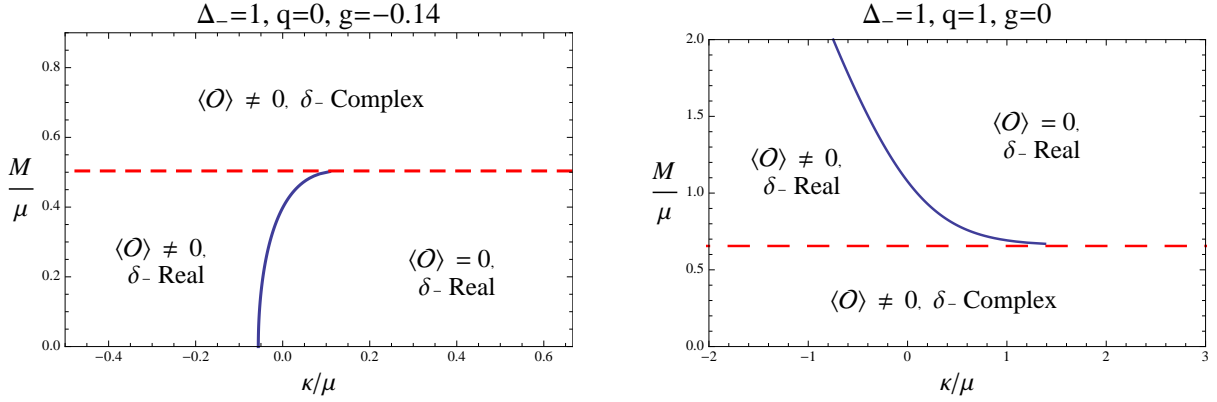 Δ₋=1, q=0, g=−0.14
0.8
0.6
0.4
0.2
0.0
M
μ
⟨O⟩ ≠ 0, δ₋ Complex
⟨O⟩ ≠ 0,
δ₋ Real
⟨O⟩ = 0,
δ₋ Real
−0.4
−0.2
0.0
0.2
0.4
0.6
κ/μ
Δ₋=1, q=1, g=0
2.0
1.5
1.0
0.5
0.0
M
μ
⟨O⟩ = 0,
δ₋ Real
⟨O⟩ ≠ 0,
δ₋ Real
⟨O⟩ ≠ 0, δ₋ Complex
−2
−1
0
1
2
3
κ/μ